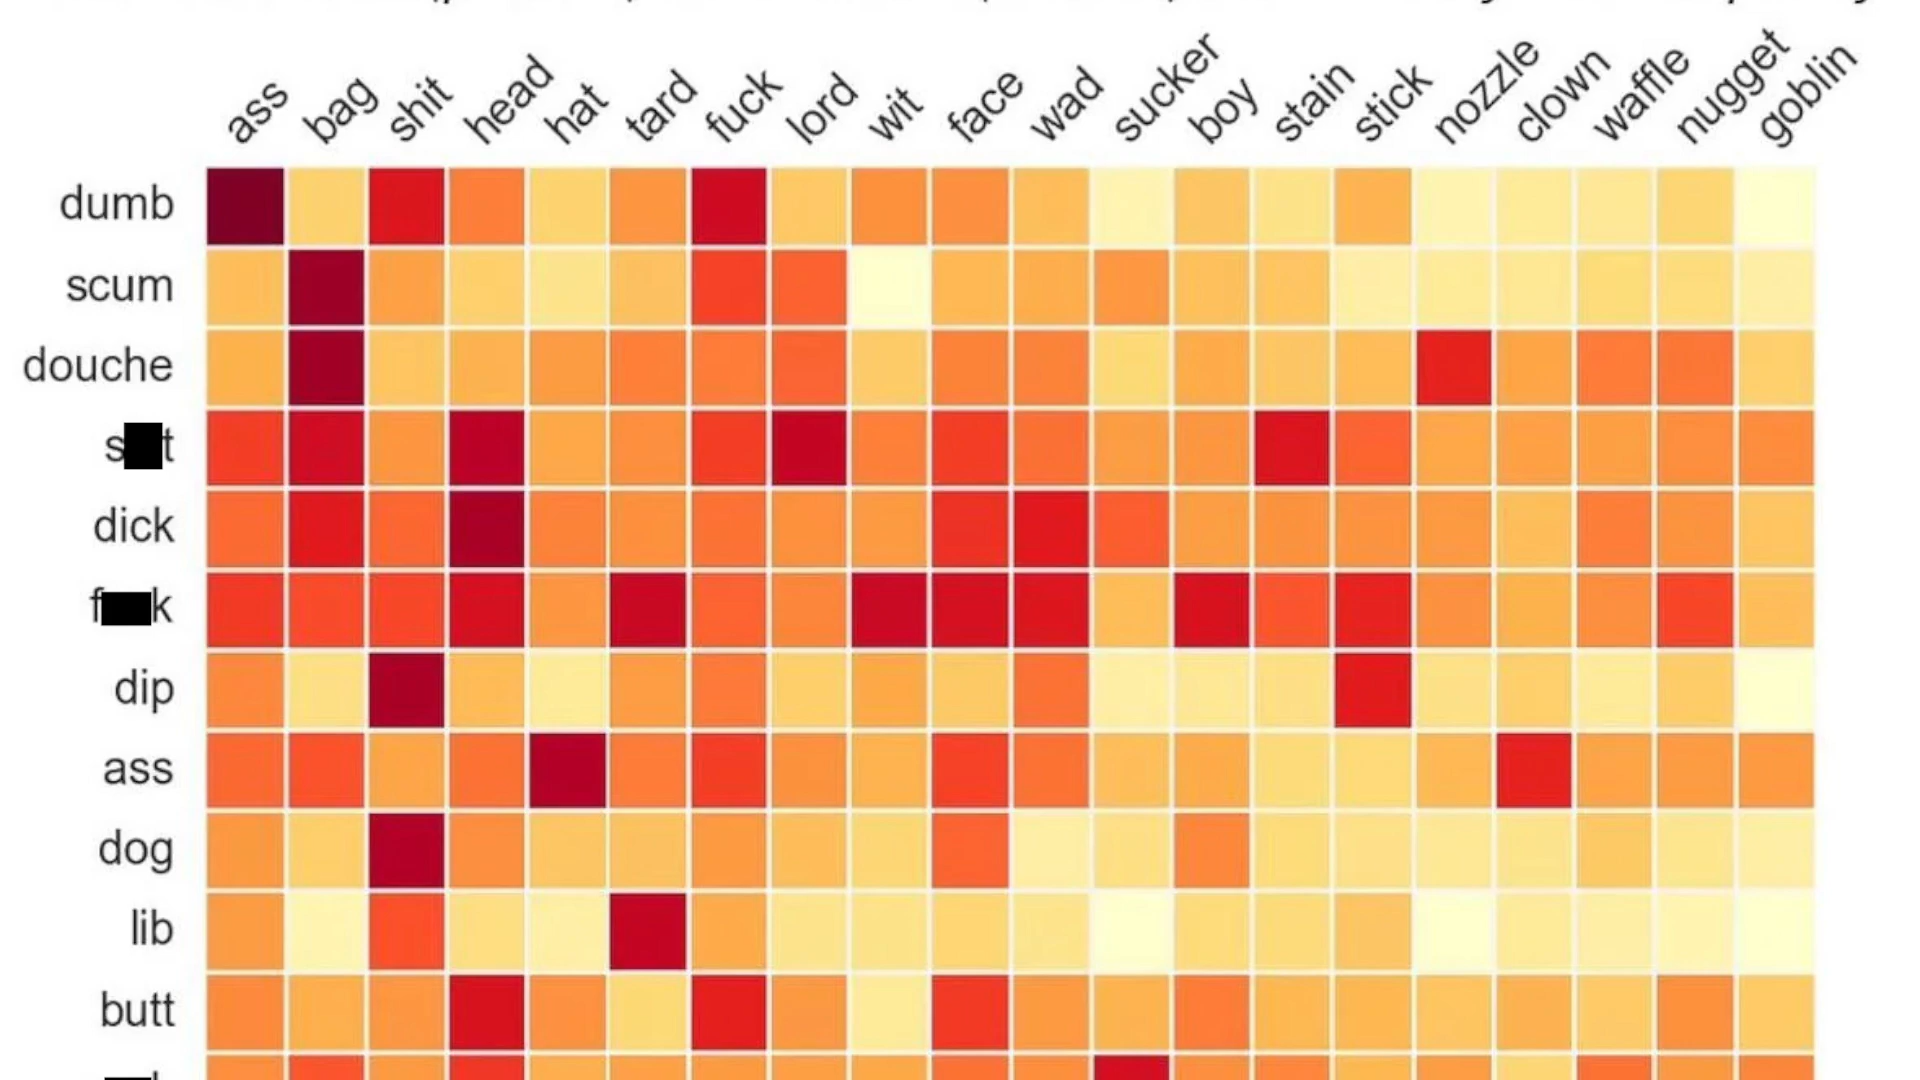 ass bag shit head hat tard fuck lord wit face wad sucker boy stain stick nozzle clown waffle nugget goblin
dumb
scum
douche
s t
dick
f k
dip
ass
dog
lib
butt